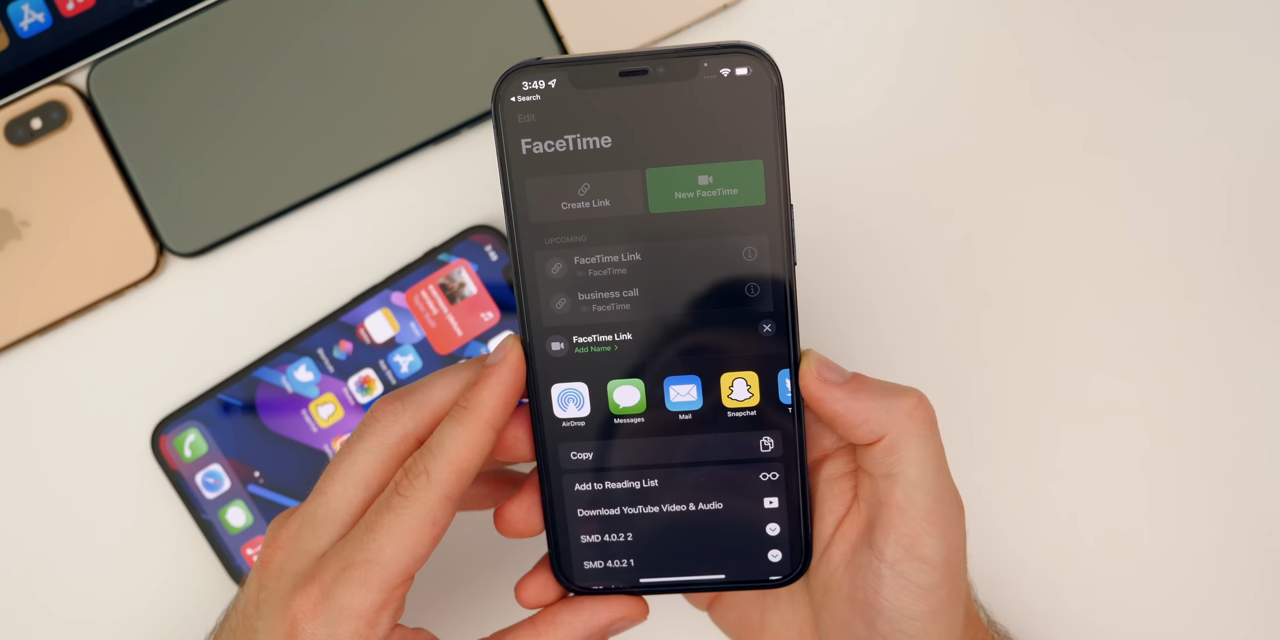 3:49
Search
Edit
FaceTime
Create Link
New FaceTime
UPCOMING
FaceTime Link
FaceTime
business call
FaceTime
FaceTime Link
Add Name
AirDrop
Messages
Mail
Snapchat
Copy
Add to Reading List
Download YouTube Video & Audio
SMD 4.0.2 2
SMD 4.0.2 1